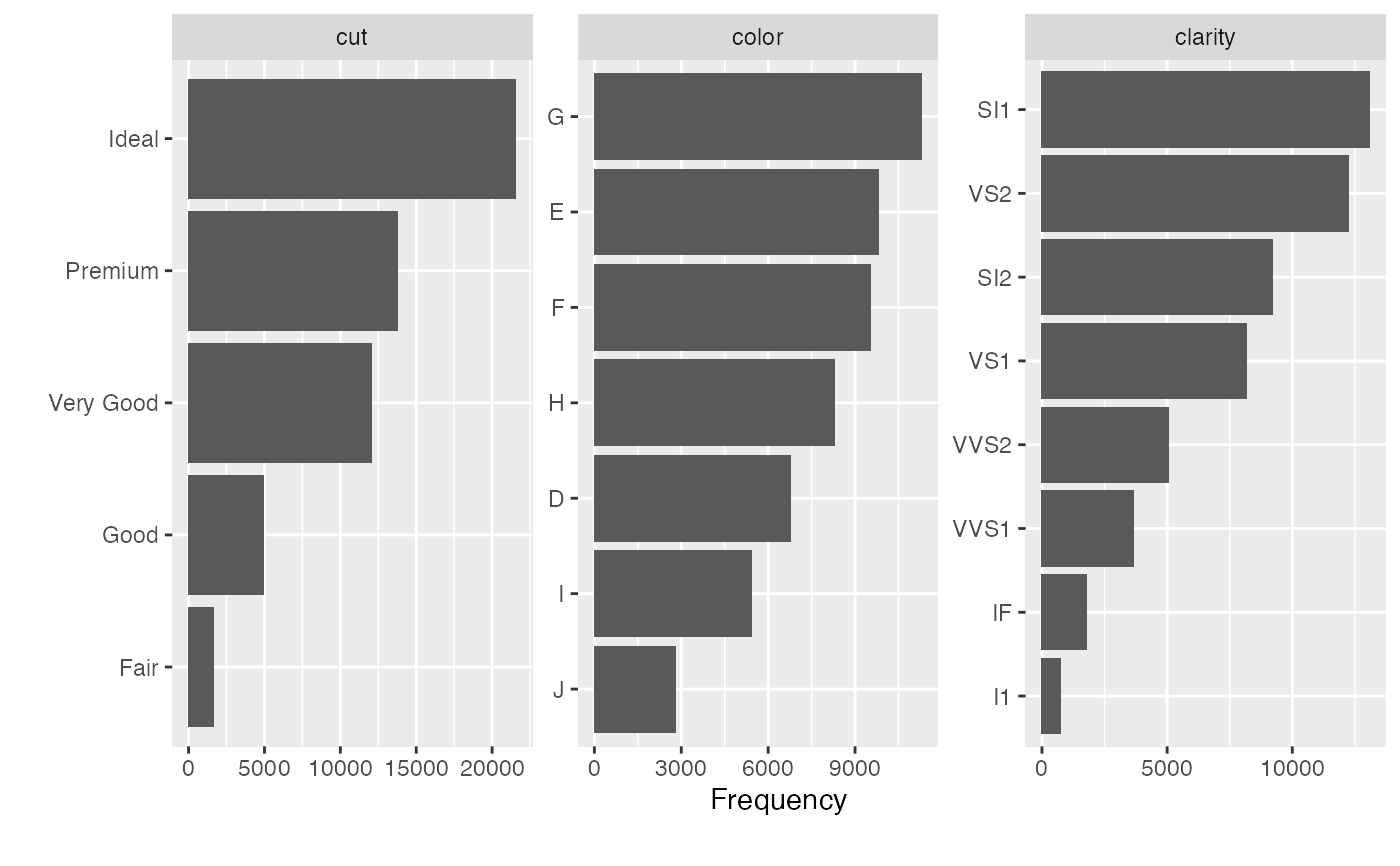 cut
color
clarity
Ideal
Premium
Very Good
Good
Fair
0 5000 10000 15000 20000
G
E
F
H
D
I
J
0 3000 6000 9000
SI1
VS2
SI2
VS1
VVS2
VVS1
IF
I1
0 5000 10000
Frequency